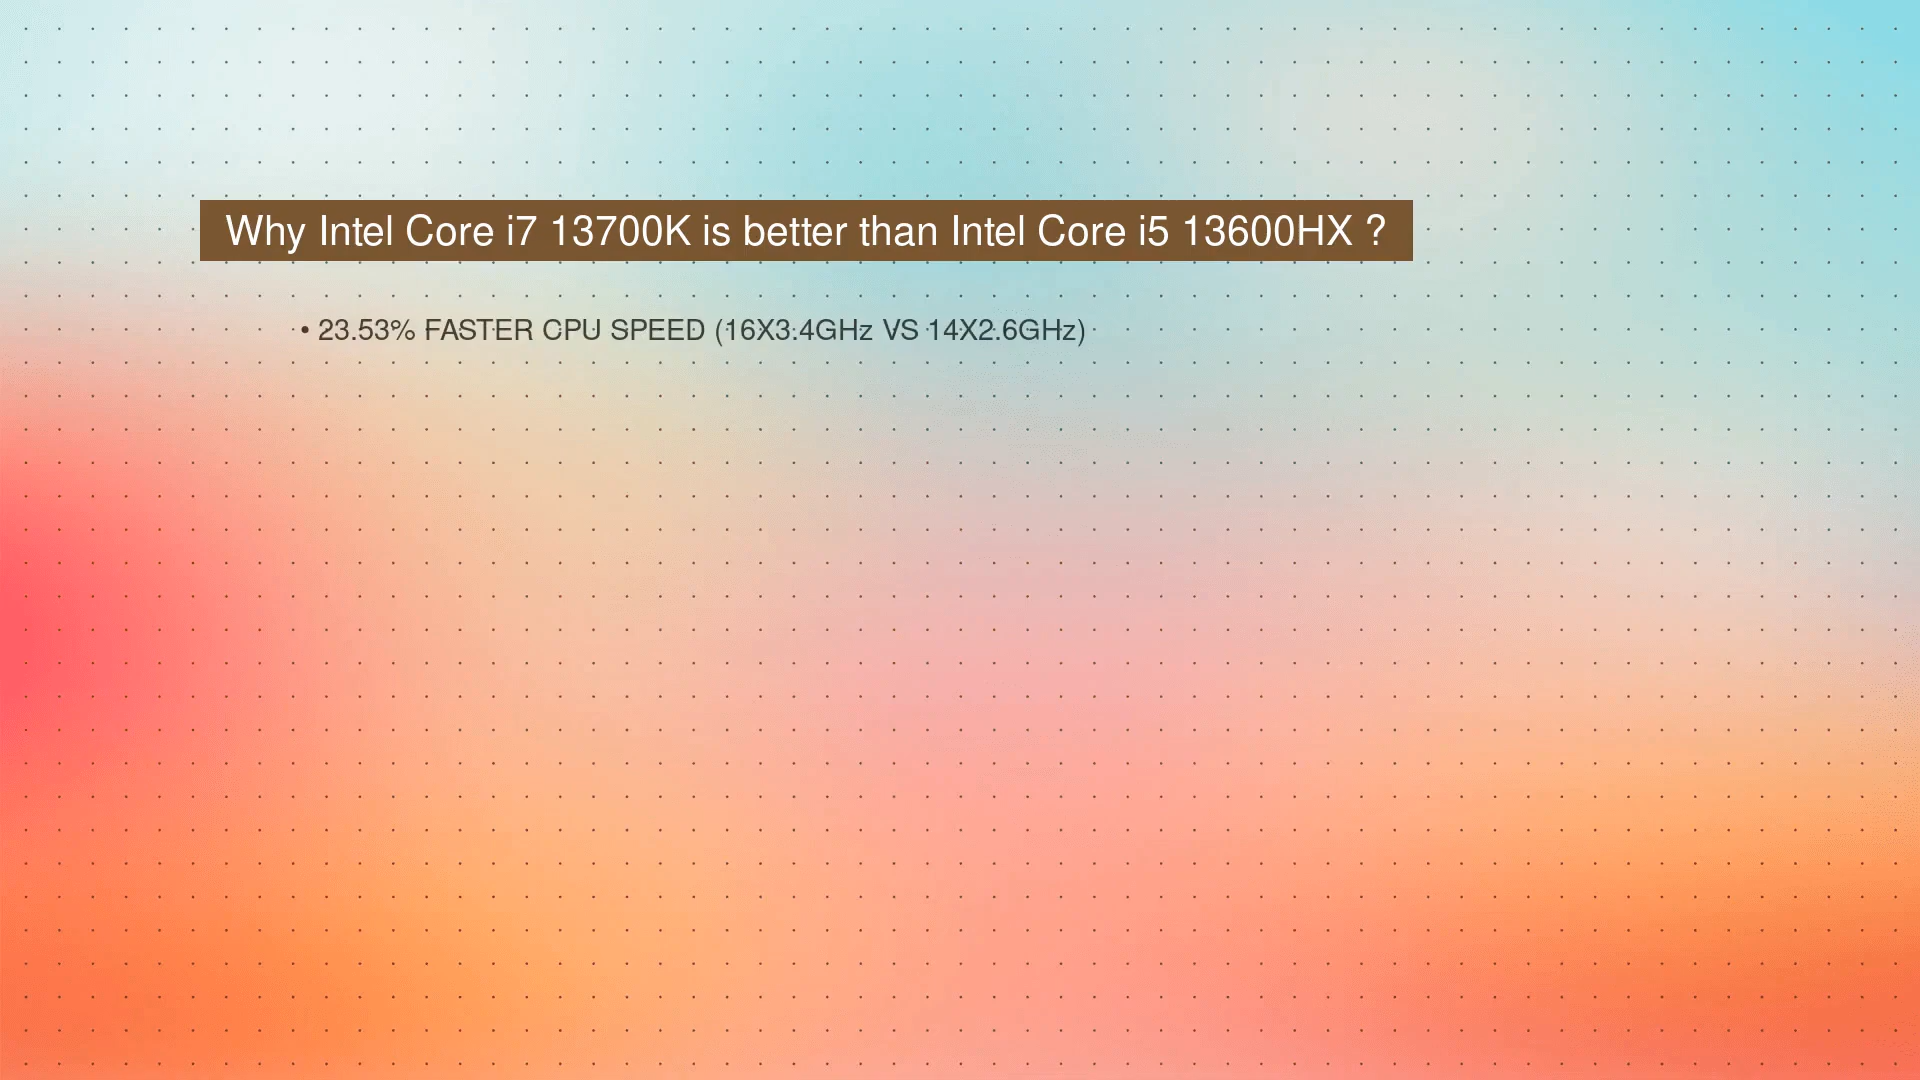 Why Intel Core i7 13700K is better than Intel Core i5 13600HX ?
• 23.53% FASTER CPU SPEED (16X3.4GHz VS 14X2.6GHz)